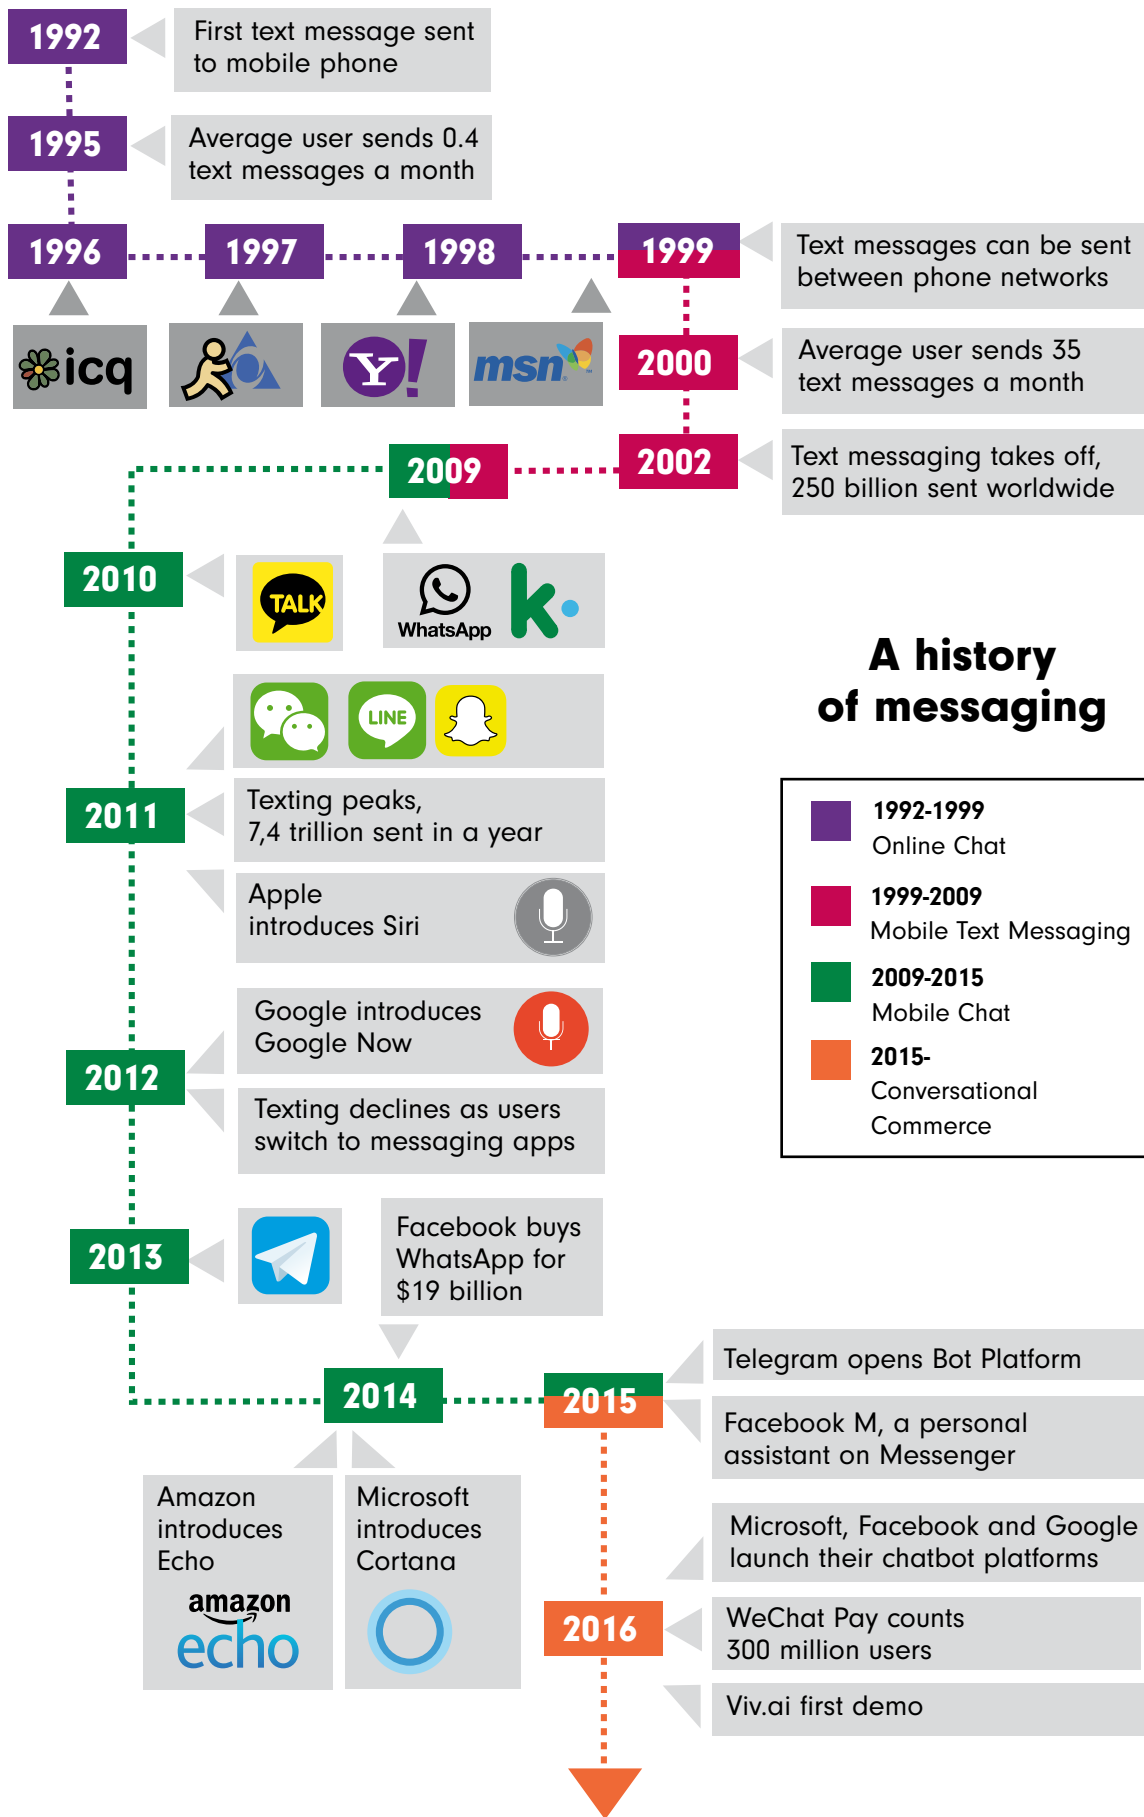 1992
First text message sent
to mobile phone
1995
Average user sends 0.4
text messages a month
1996
1997
1998
1999
Text messages can be sent
between phone networks
icq
Y!
msn
2000
Average user sends 35
text messages a month
2002
Text messaging takes off,
250 billion sent worldwide
2009
WhatsApp
k
2010
TALK
A history
of messaging
LINE
2011
Texting peaks,
7,4 trillion sent in a year
Apple
introduces Siri
1992-1999
Online Chat
1999-2009
Mobile Text Messaging
2009-2015
Mobile Chat
2015-
Conversational
Commerce
2012
Google introduces
Google Now
Texting declines as users
switch to messaging apps
2013
Facebook buys
WhatsApp for
$19 billion
2014
Amazon
introduces
Echo
amazon
echo
Microsoft
introduces
Cortana
2015
Telegram opens Bot Platform
Facebook M, a personal
assistant on Messenger
2016
Microsoft, Facebook and Google
launch their chatbot platforms
WeChat Pay counts
300 million users
Viv.ai first demo